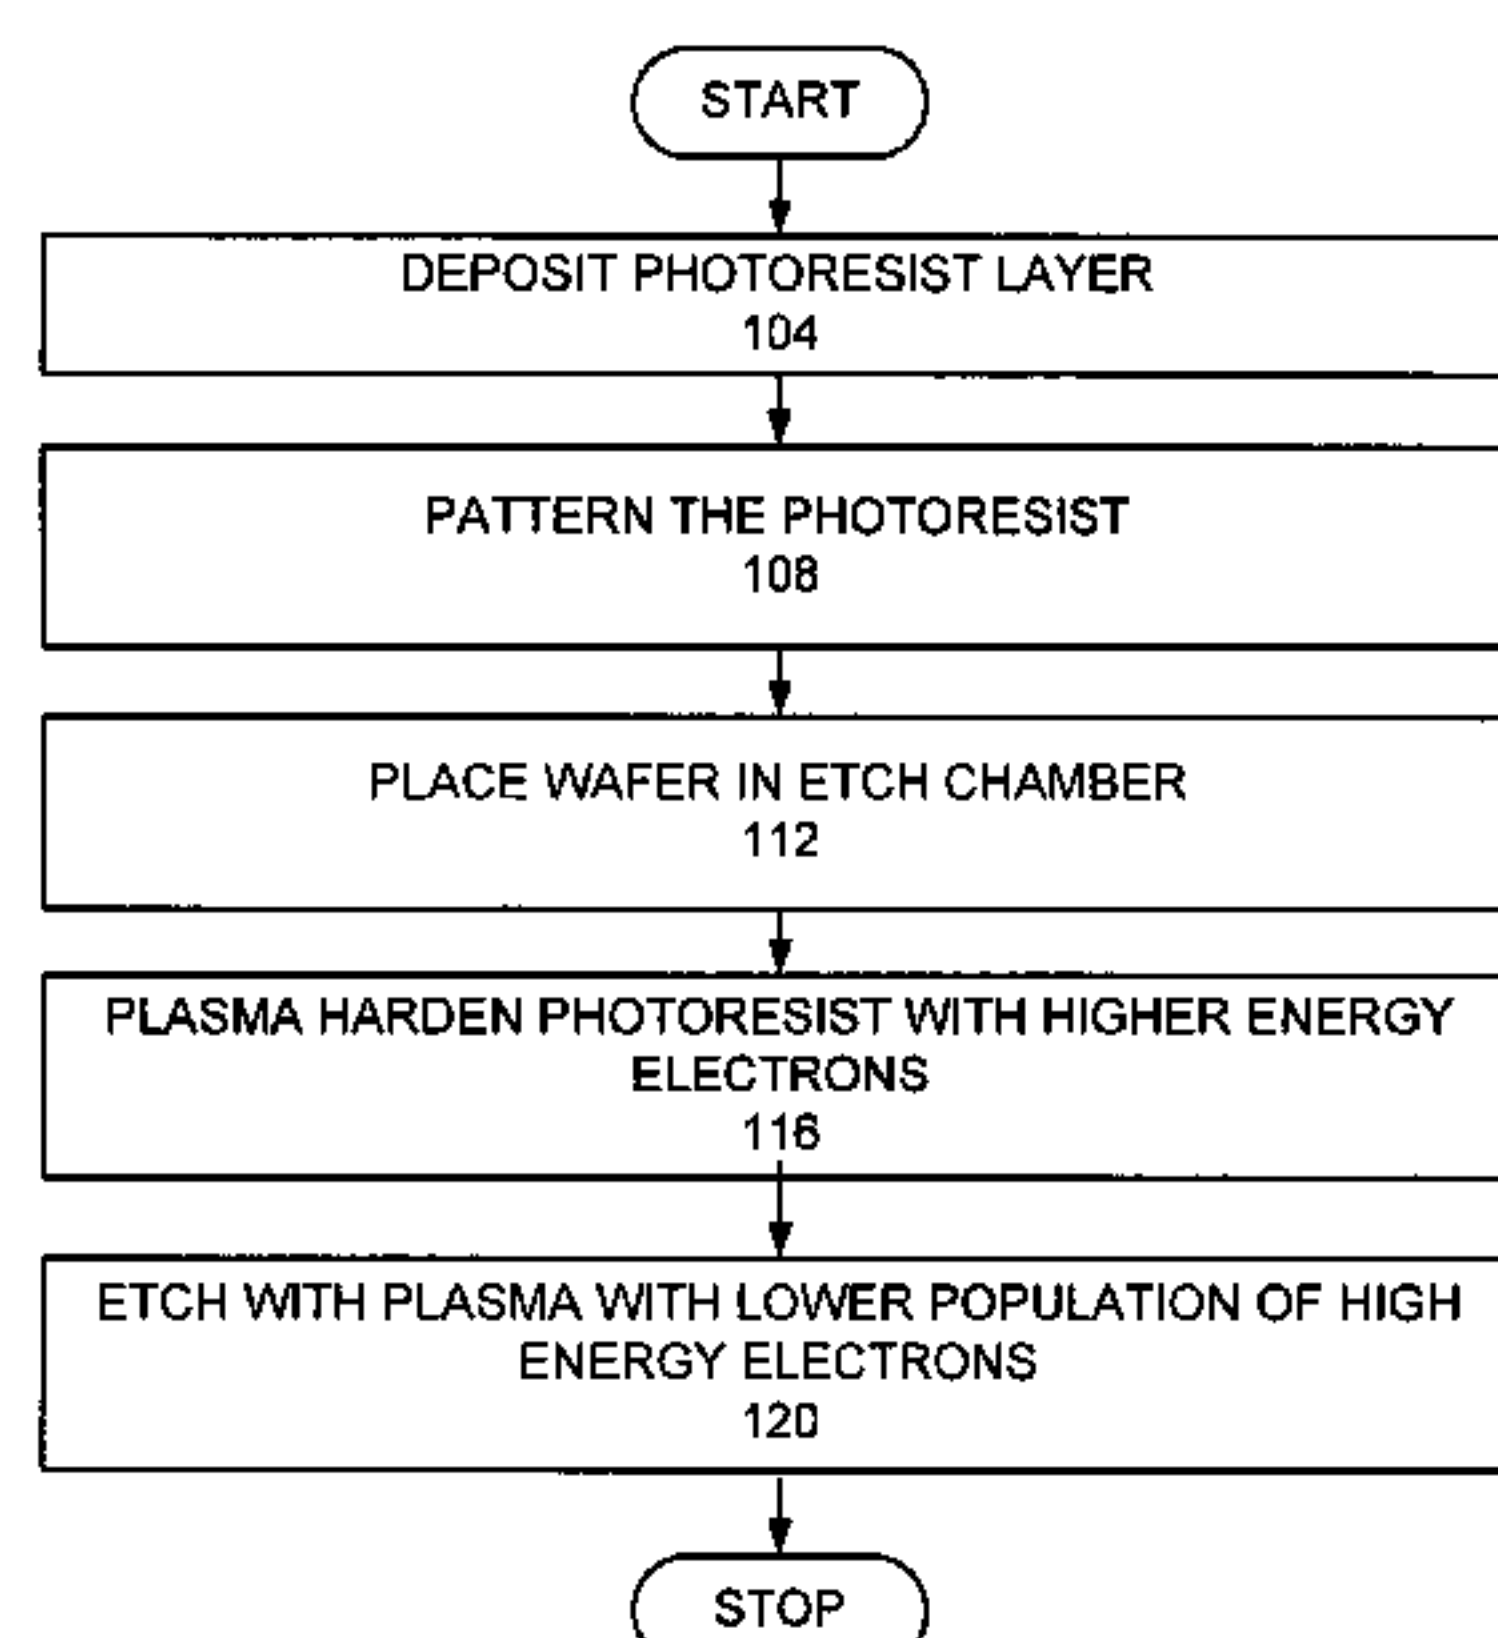 START
DEPOSIT PHOTORESIST LAYER
104
PATTERN THE PHOTORESIST
108
PLACE WAFER IN ETCH CHAMBER
112
PLASMA HARDEN PHOTORESIST WITH HIGHER ENERGY
ELECTRONS
116
ETCH WITH PLASMA WITH LOWER POPULATION OF HIGH
ENERGY ELECTRONS
120
STOP